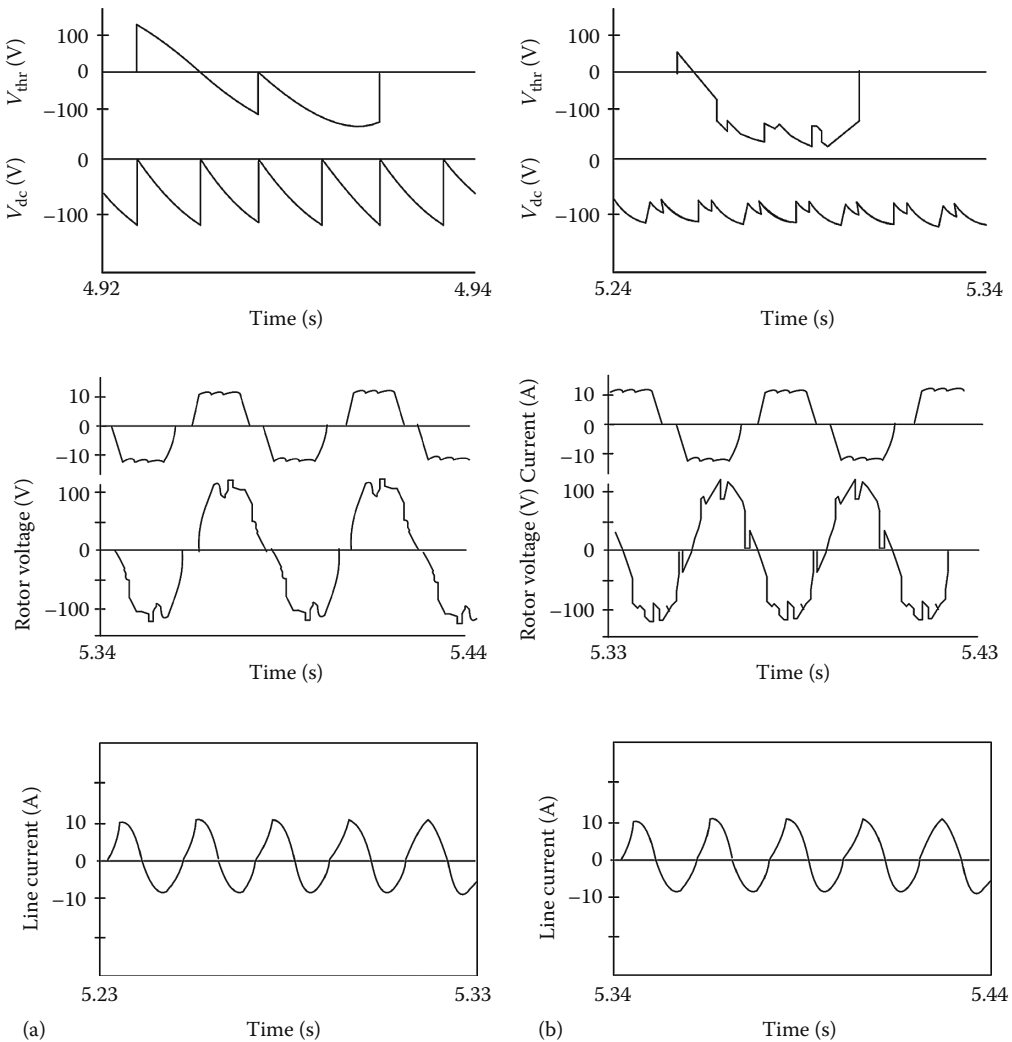 V_thr (V)
100
0
−100
V_dc (V)
0
−100
4.92
4.94
Time (s)
V_thr (V)
100
0
−100
V_dc (V)
0
−100
5.24
5.34
Time (s)
10
0
−10
Rotor voltage (V)
100
0
−100
5.34
5.44
Time (s)
Current (A)
10
0
−10
Rotor voltage (V)
100
0
−100
5.33
5.43
Time (s)
Line current (A)
10
0
−10
5.23
5.33
(a)
Time (s)
Line current (A)
10
0
−10
5.34
5.44
(b)
Time (s)